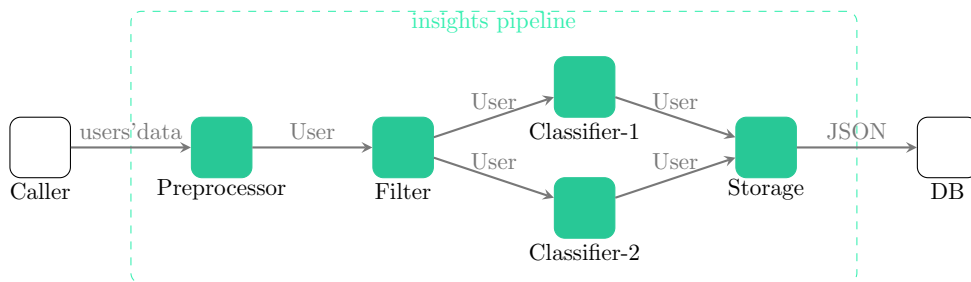 insights pipeline
users'data
User
User
User
User
User
JSON
Caller
Preprocessor
Filter
Classifier-1
Classifier-2
Storage
DB